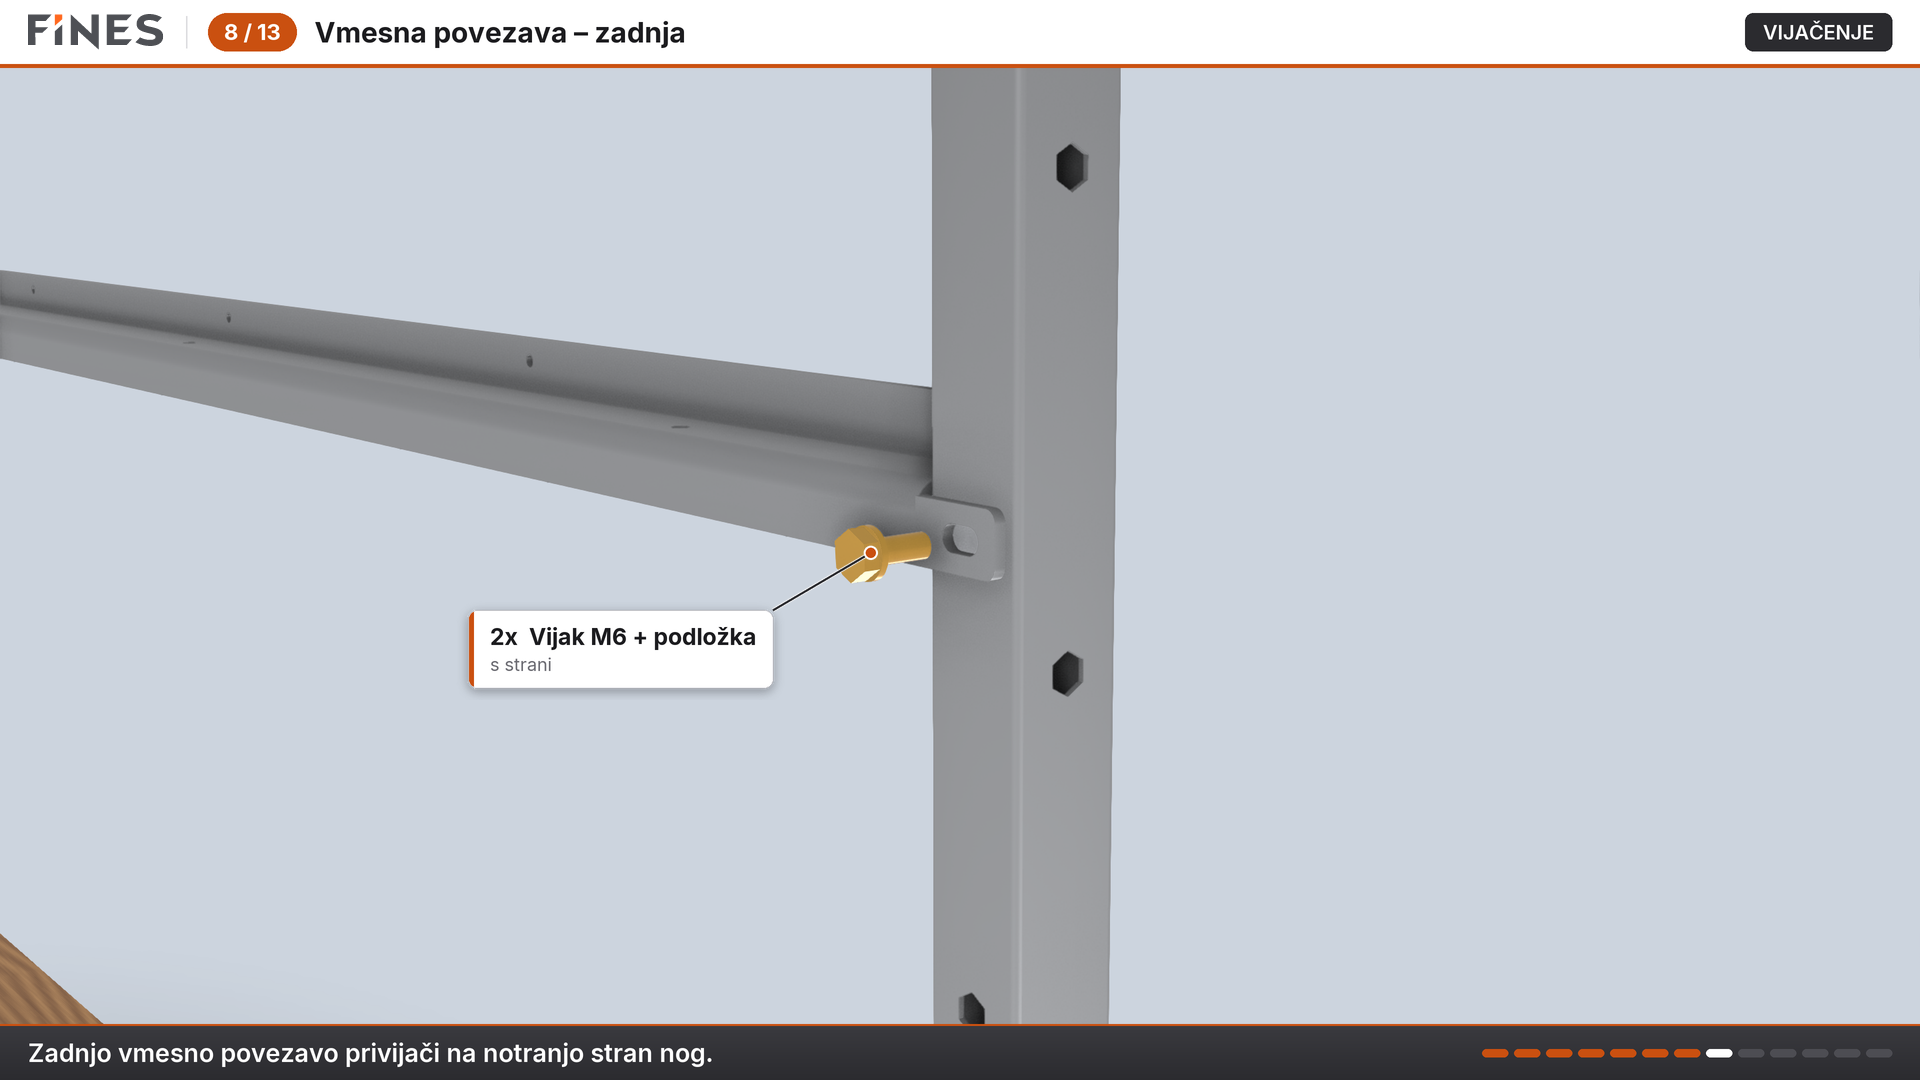 FINES
8 / 13
Vmesna povezava – zadnja
VIJAČENJE
2x Vijak M6 + podložka
s strani
Zadnjo vmesno povezavo privijači na notranjo stran nog.